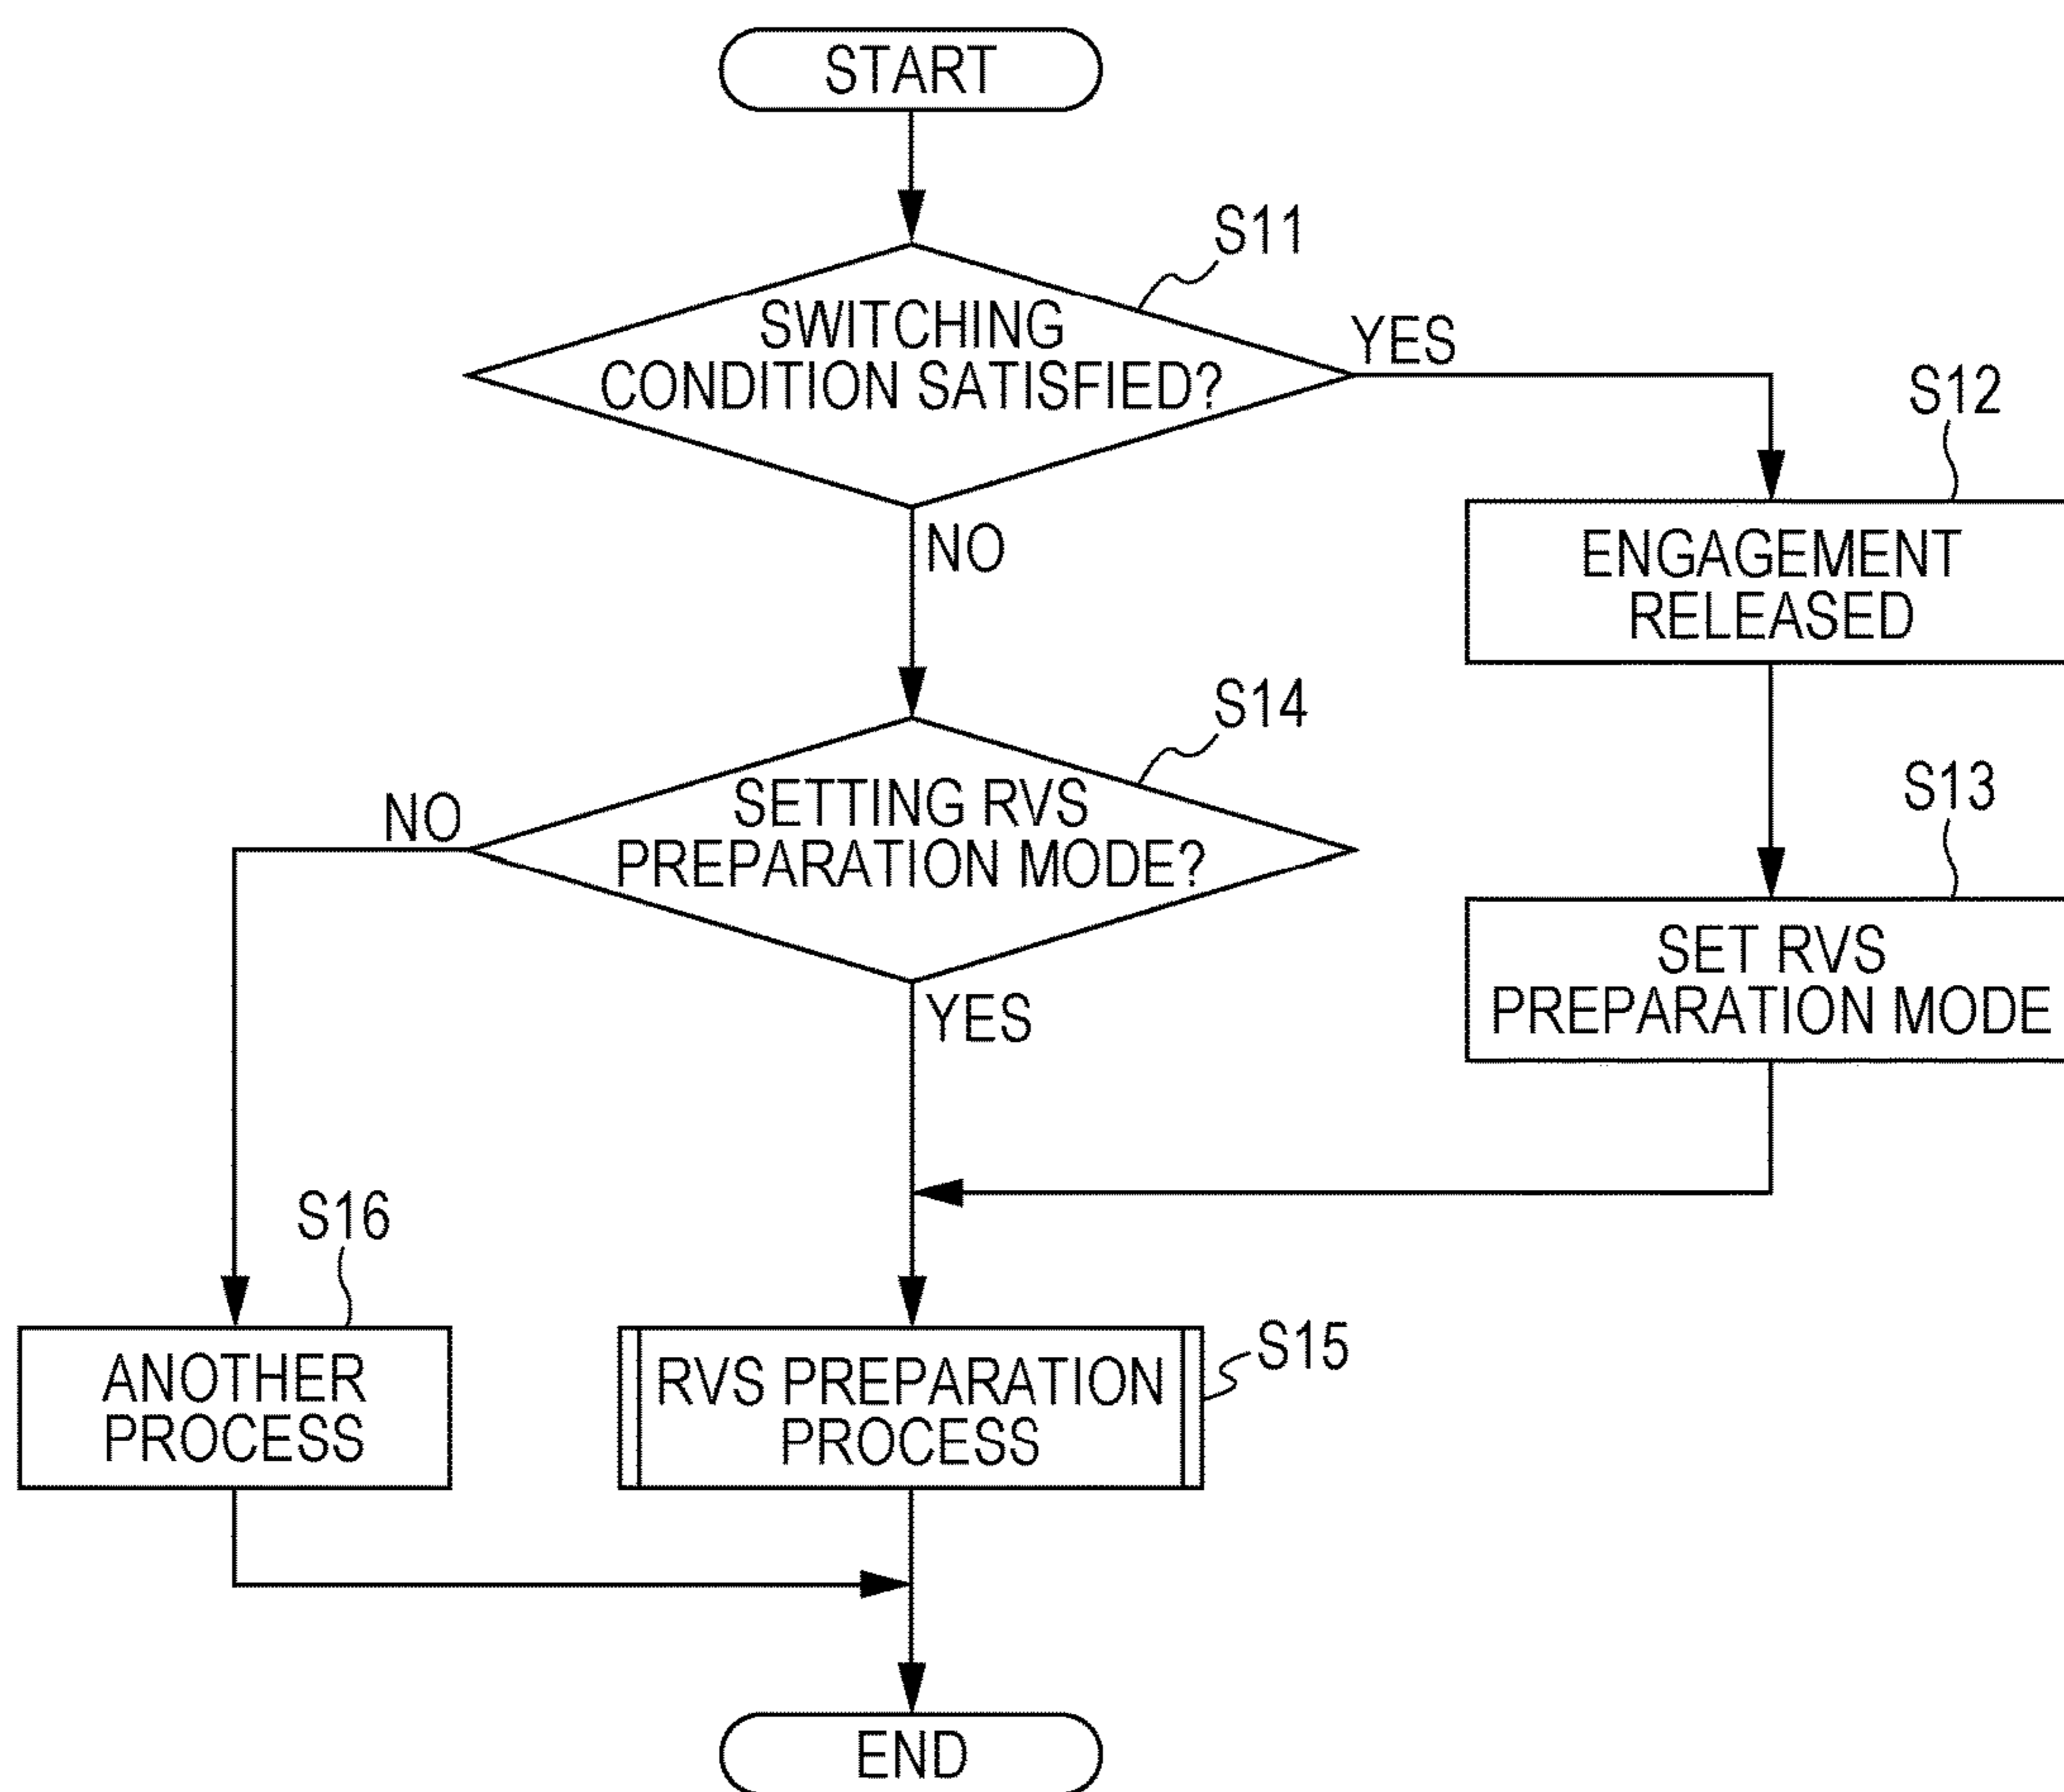 START
S11
SWITCHING
CONDITION SATISFIED?
YES
S12
NO
ENGAGEMENT
RELEASED
S14
SETTING RVS
PREPARATION MODE?
NO
S13
YES
SET RVS
PREPARATION MODE
S16
S15
ANOTHER
PROCESS
RVS PREPARATION
PROCESS
END